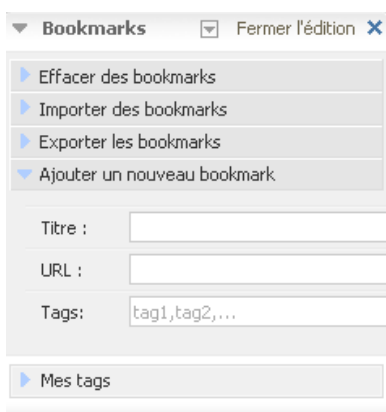 Bookmarks Fermer l'édition
Effacer des bookmarks
Importer des bookmarks
Exporter les bookmarks
Ajouter un nouveau bookmark
Titre :
URL :
Tags: tag1,tag2,...
Mes tags